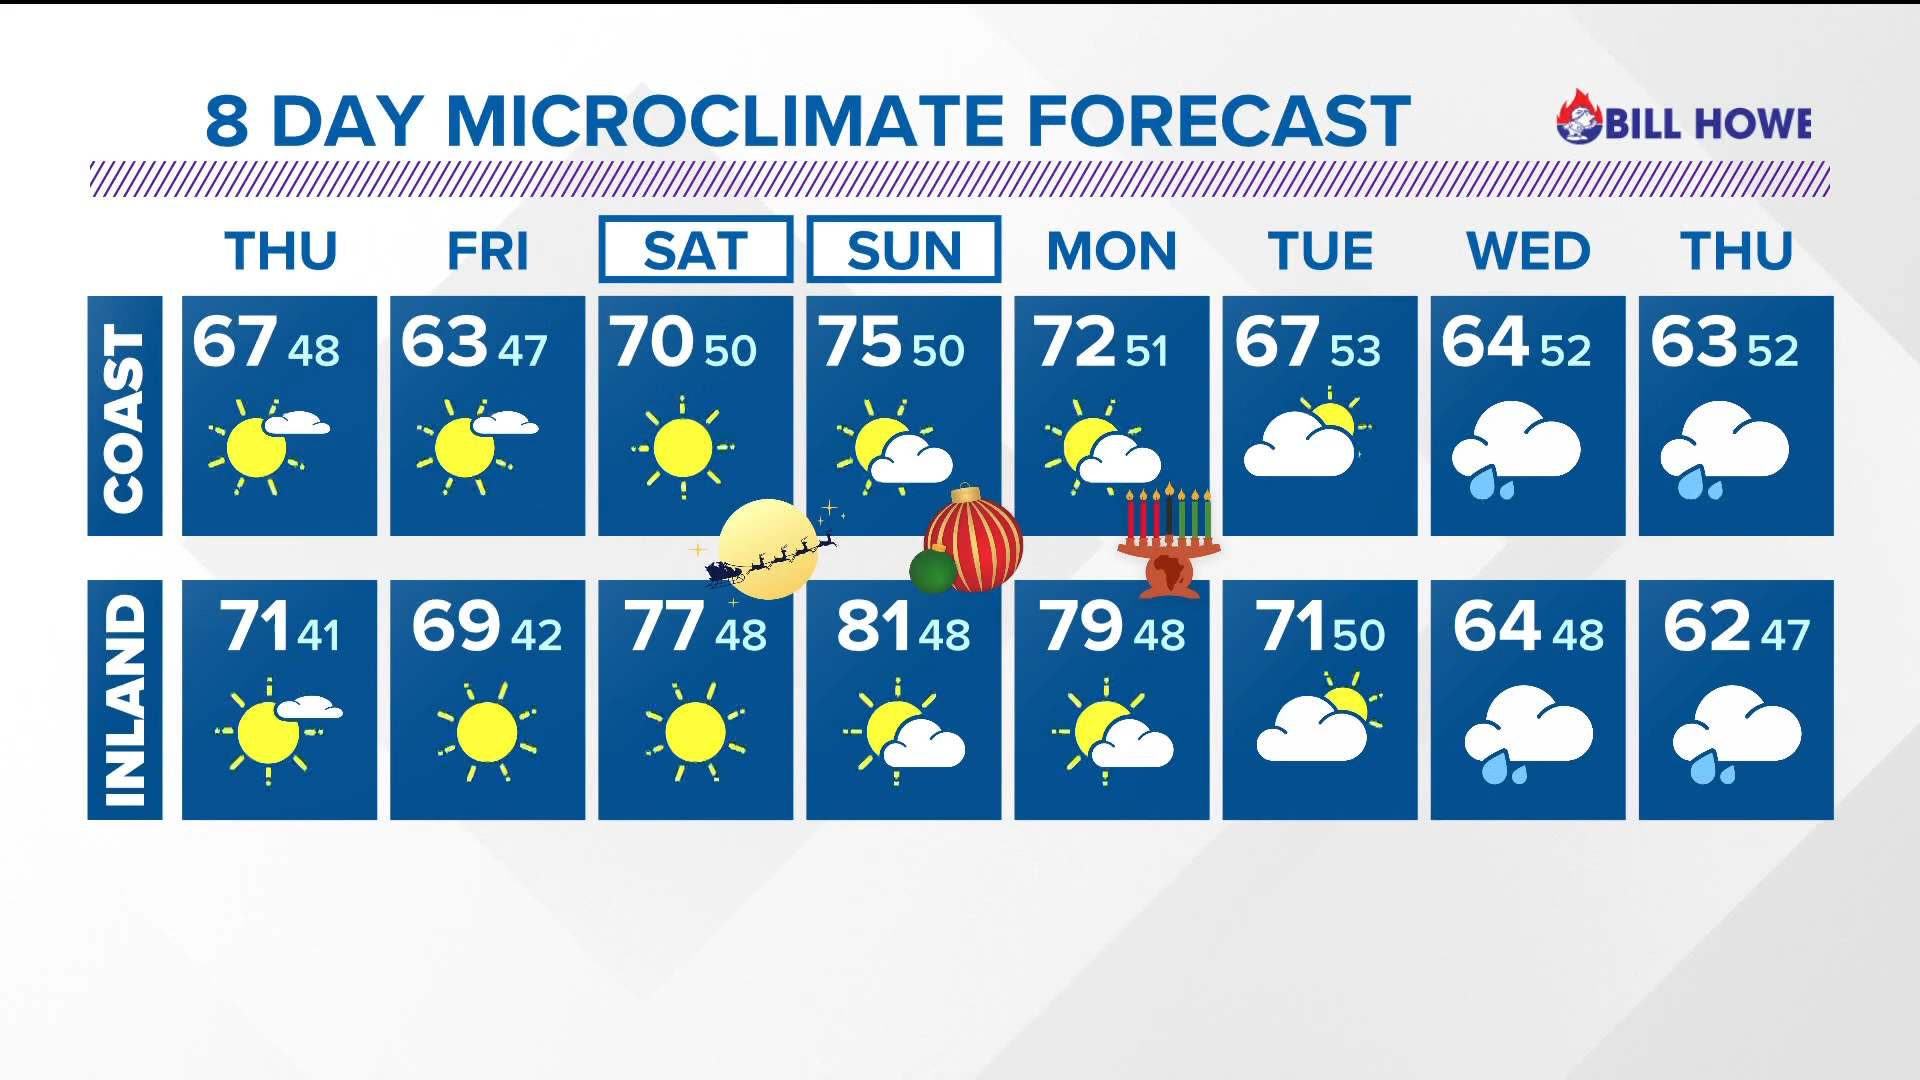 8 DAY MICROCLIMATE FORECAST
BILL HOWE
THU FRI SAT SUN MON TUE WED THU
COAST
67 48 63 47 70 50 75 50 72 51 67 53 64 52 63 52
INLAND
71 41 69 42 77 48 81 48 79 48 71 50 64 48 62 47